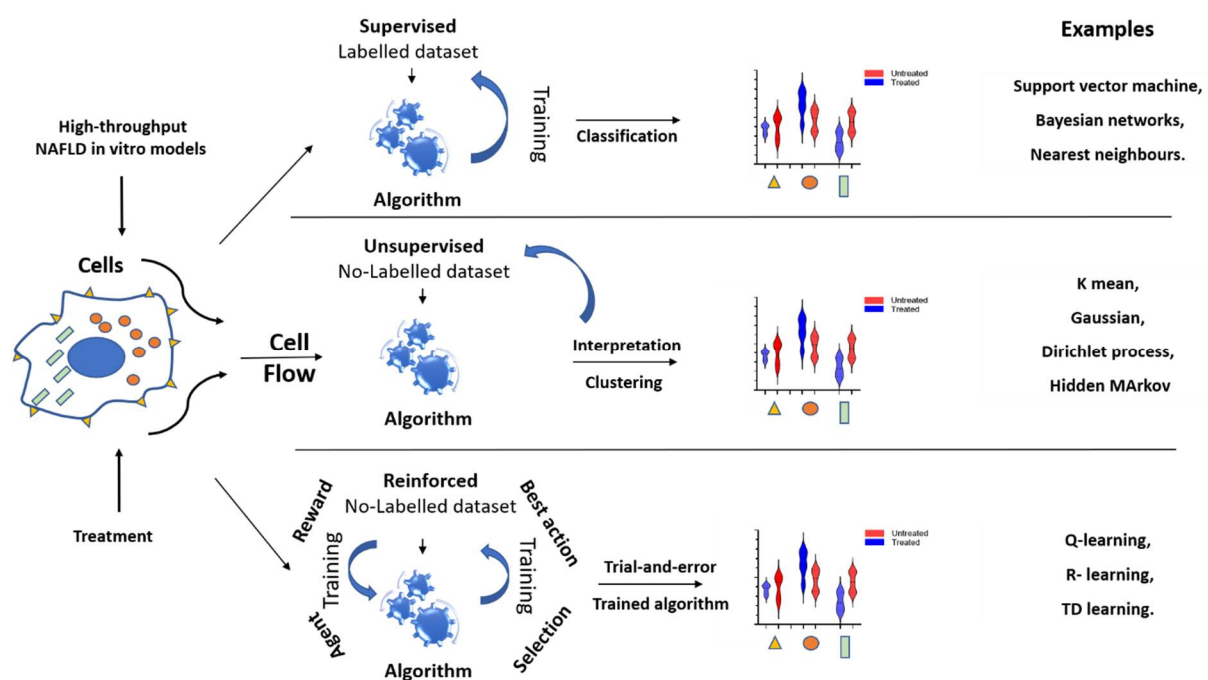 High-throughput
NAFLD in vitro models
Cells
Cell
Flow
Treatment
Supervised
Labelled dataset
Training
Algorithm
Classification
Untreated
Treated
Examples
Support vector machine,
Bayesian networks,
Nearest neighbours.
Unsupervised
No-Labelled dataset
Algorithm
Interpretation
Clustering
Untreated
Treated
K mean,
Gaussian,
Dirichlet process,
Hidden MArkov
Reinforced
No-Labelled dataset
Reward
Best action
Training
Training
Agent
Selection
Algorithm
Trial-and-error
Trained algorithm
Untreated
Treated
Q-learning,
R- learning,
TD learning.